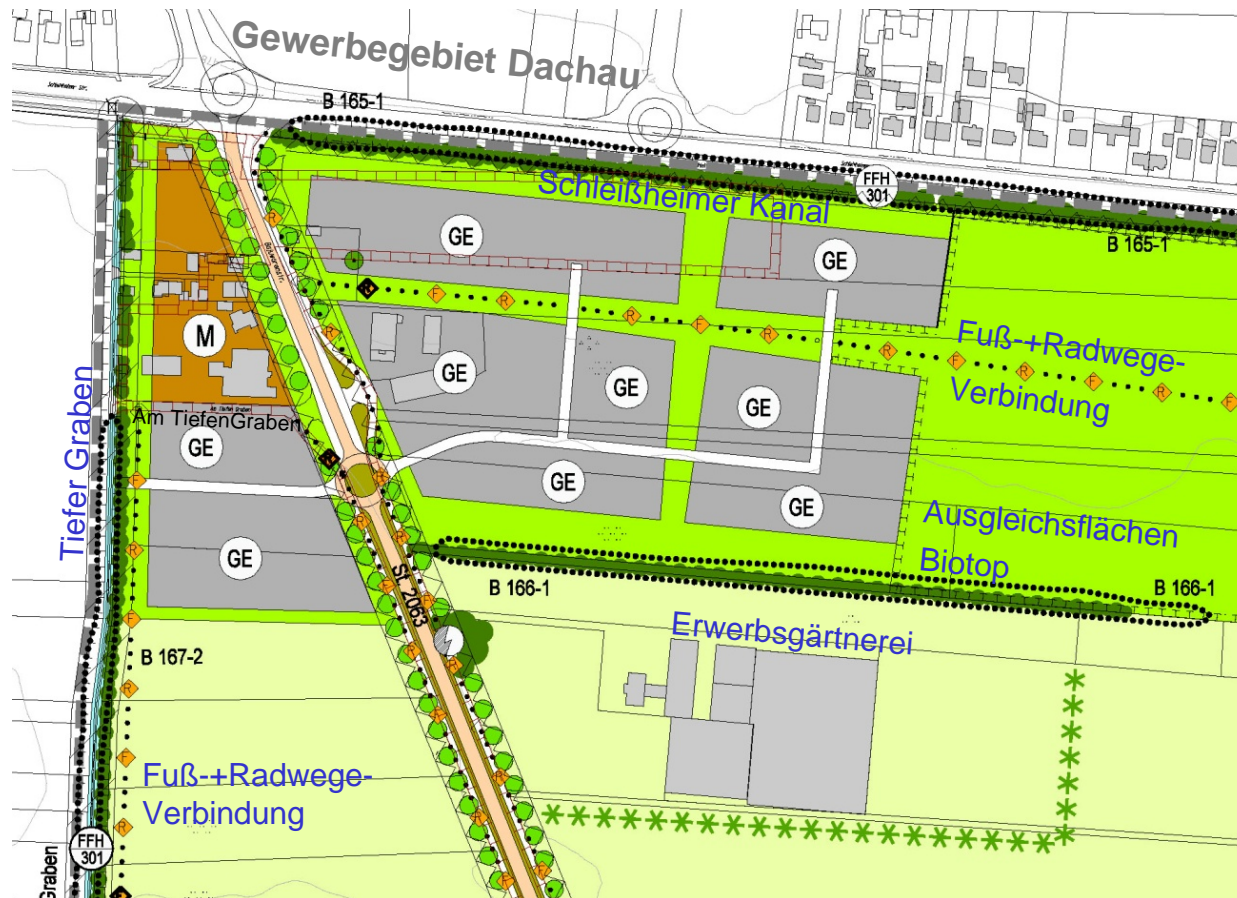 Gewerbegebiet Dachau
B 165-1
FFH
301
Schleißheimer Kanal
B 165-1
GE
GE
Fuß-+Radwege-
Verbindung
M
GE
GE
GE
Tiefer Graben
Am TiefenGraben
GE
GE
GE
Ausgleichsflächen
Biotop
GE
St. 2063
B 166-1
B 166-1
Erwerbsgärtnerei
B 167-2
Fuß-+Radwege-
Verbindung
FFH
301
Graben